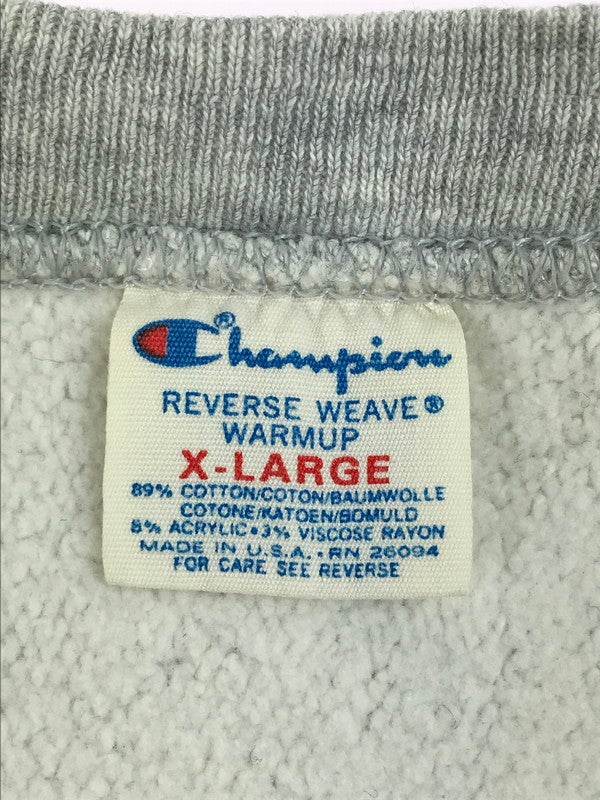 Champion®
REVERSE WEAVE®
WARMUP
X-LARGE
89% COTTON/COTON/BAUMWOLLE
COTONE/KATOEN/BOMULD
8% ACRYLIC•3% VISCOSE RAYON
MADE IN U.S.A.•RN 26094
FOR CARE SEE REVERSE